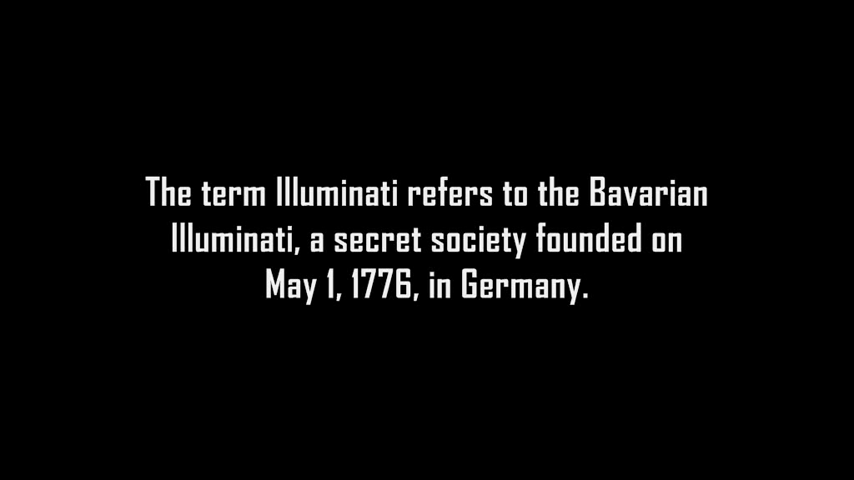 The term Illuminati refers to the Bavarian
Illuminati, a secret society founded on
May 1, 1776, in Germany.